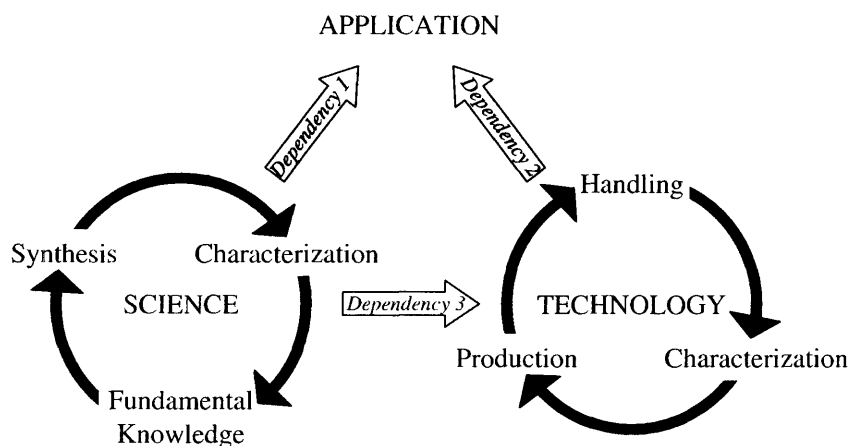 APPLICATION
Dependency 1
Dependency 2
Handling
Synthesis
Characterization
SCIENCE
Dependency 3
TECHNOLOGY
Production
Characterization
Fundamental
Knowledge